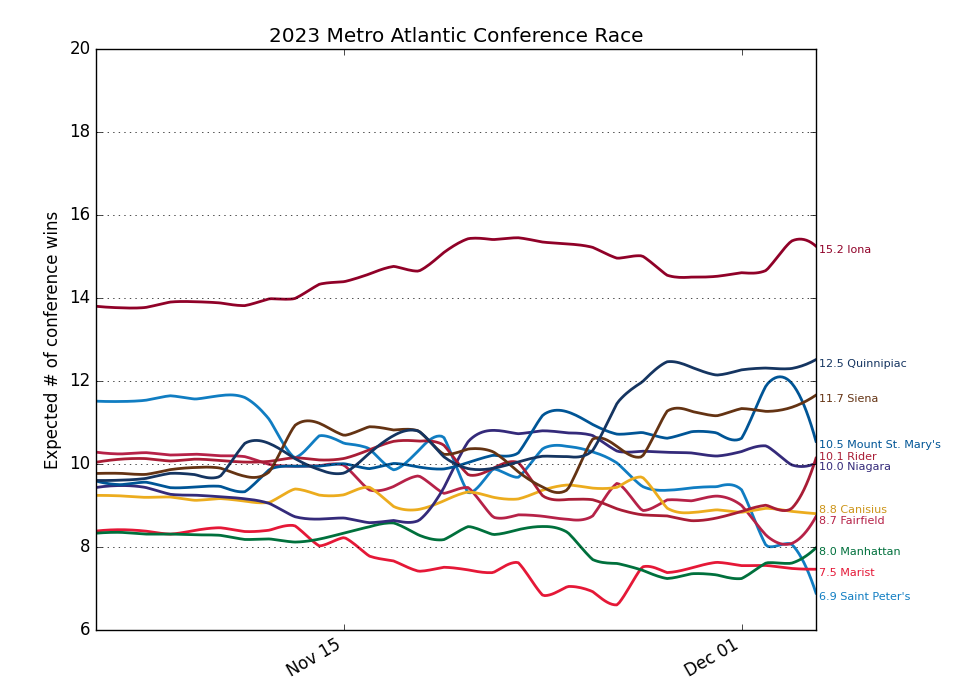 2023 Metro Atlantic Conference Race
Expected # of conference wins
20
18
16
14
12
10
8
6
15.2 Iona
12.5 Quinnipiac
11.7 Siena
10.5 Mount St. Mary's
10.1 Rider
10.0 Niagara
8.8 Canisius
8.7 Fairfield
8.0 Manhattan
7.5 Marist
6.9 Saint Peter's
Nov 15
Dec 01